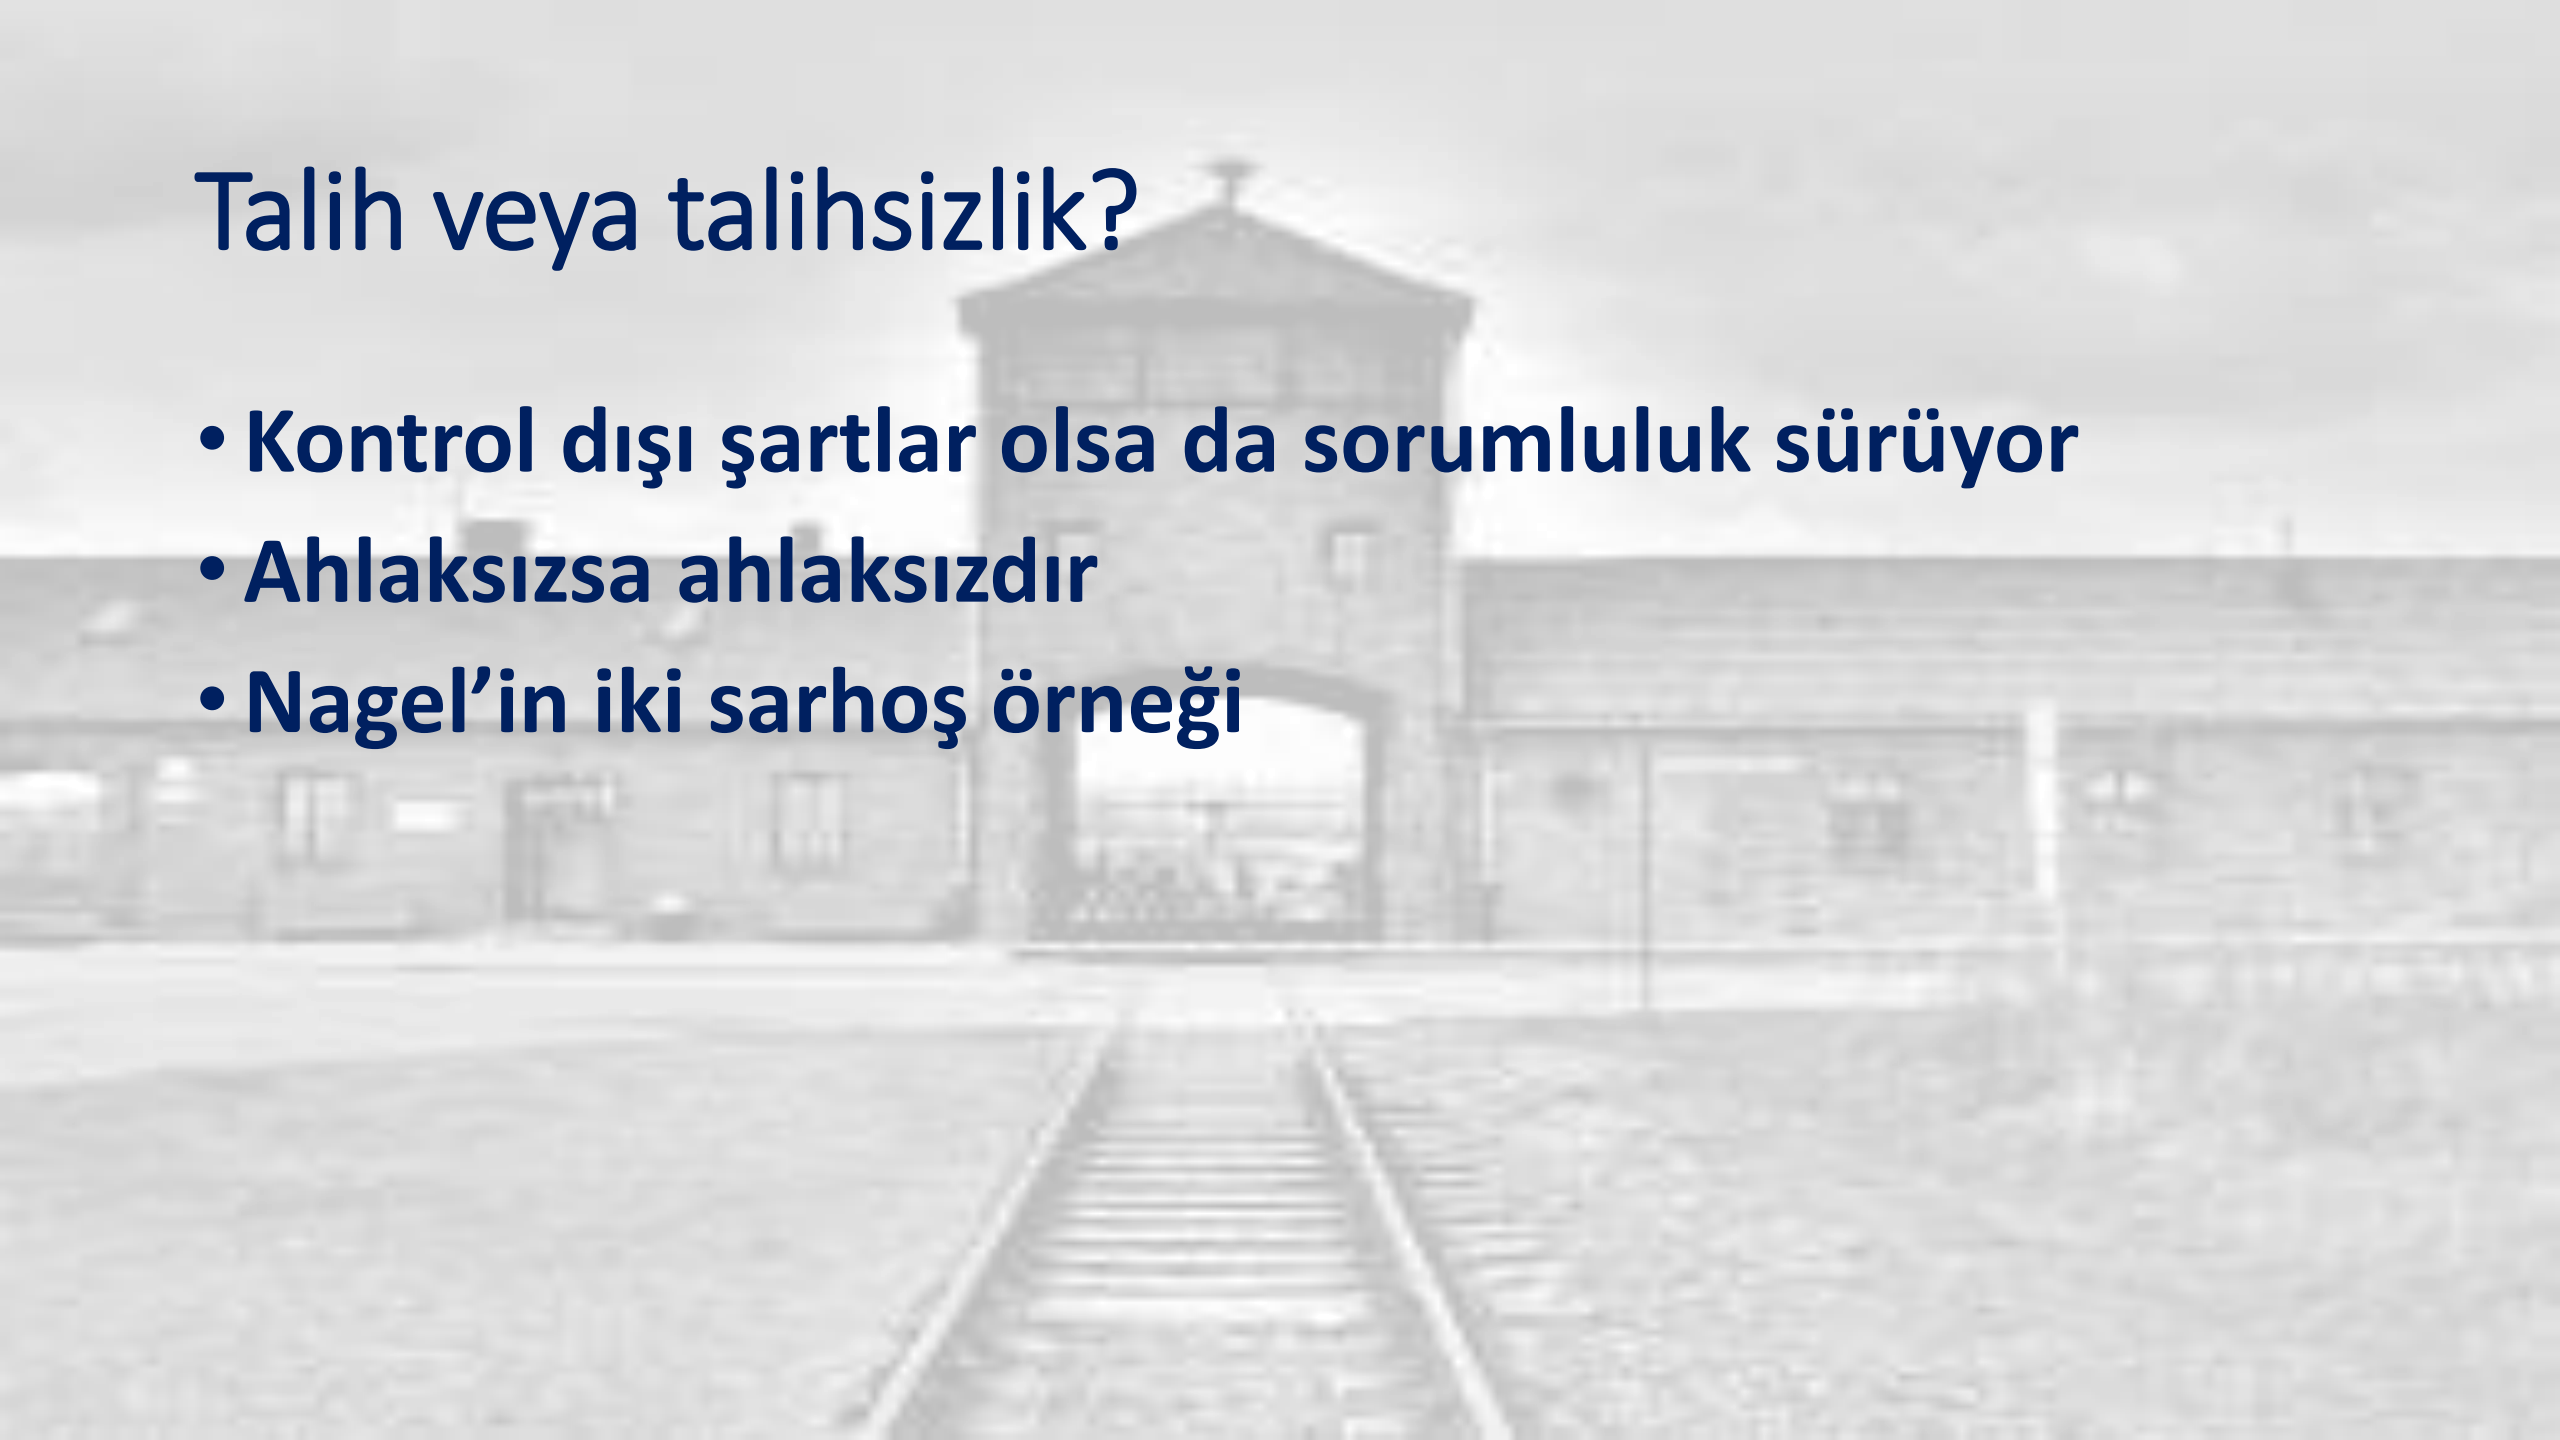 Talih veya talihsizlik?
• Kontrol dışı şartlar olsa da sorumluluk sürüyor
• Ahlaksızsa ahlaksızdır
• Nagel’in iki sarhoş örneği